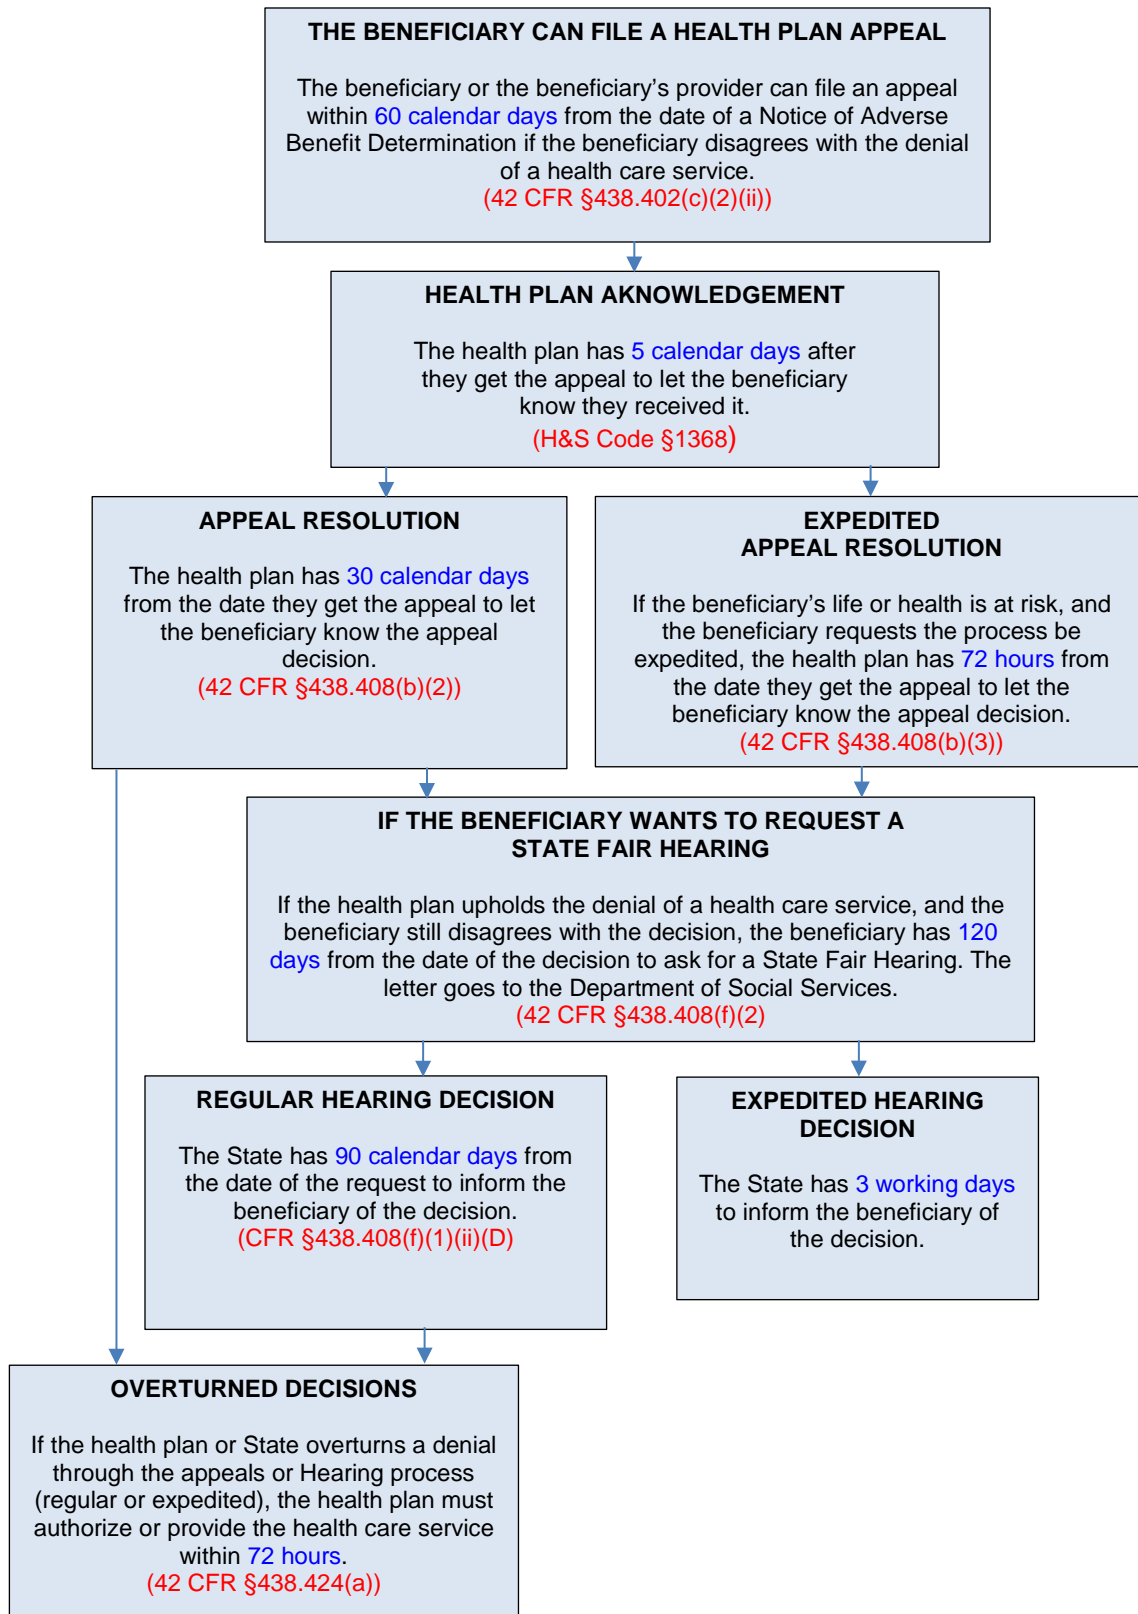 THE BENEFICIARY CAN FILE A HEALTH PLAN APPEAL
The beneficiary or the beneficiary’s provider can file an appeal
within 60 calendar days from the date of a Notice of Adverse
Benefit Determination if the beneficiary disagrees with the denial
of a health care service.
(42 CFR §438.402(c)(2)(ii))
HEALTH PLAN AKNOWLEDGEMENT
The health plan has 5 calendar days after
they get the appeal to let the beneficiary
know they received it.
(H&S Code §1368)
APPEAL RESOLUTION
The health plan has 30 calendar days
from the date they get the appeal to let
the beneficiary know the appeal
decision.
(42 CFR §438.408(b)(2))
EXPEDITED
APPEAL RESOLUTION
If the beneficiary’s life or health is at risk, and
the beneficiary requests the process be
expedited, the health plan has 72 hours from
the date they get the appeal to let the
beneficiary know the appeal decision.
(42 CFR §438.408(b)(3))
IF THE BENEFICIARY WANTS TO REQUEST A
STATE FAIR HEARING
If the health plan upholds the denial of a health care service, and the
beneficiary still disagrees with the decision, the beneficiary has 120
days from the date of the decision to ask for a State Fair Hearing. The
letter goes to the Department of Social Services.
(42 CFR §438.408(f)(2)
REGULAR HEARING DECISION
The State has 90 calendar days from
the date of the request to inform the
beneficiary of the decision.
(CFR §438.408(f)(1)(ii)(D)
EXPEDITED HEARING
DECISION
The State has 3 working days
to inform the beneficiary of
the decision.
OVERTURNED DECISIONS
If the health plan or State overturns a denial
through the appeals or Hearing process
(regular or expedited), the health plan must
authorize or provide the health care service
within 72 hours.
(42 CFR §438.424(a))